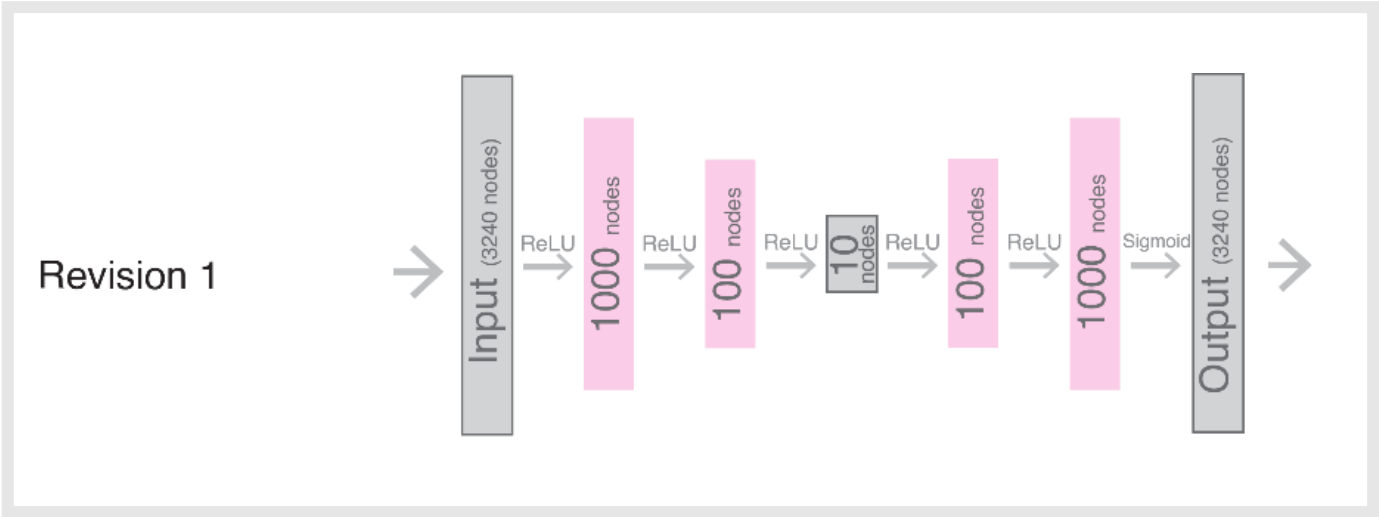 Revision 1
Input (3240 nodes)
ReLU
1000 nodes
ReLU
100 nodes
ReLU
10 nodes
ReLU
100 nodes
ReLU
1000 nodes
Sigmoid
Output (3240 nodes)